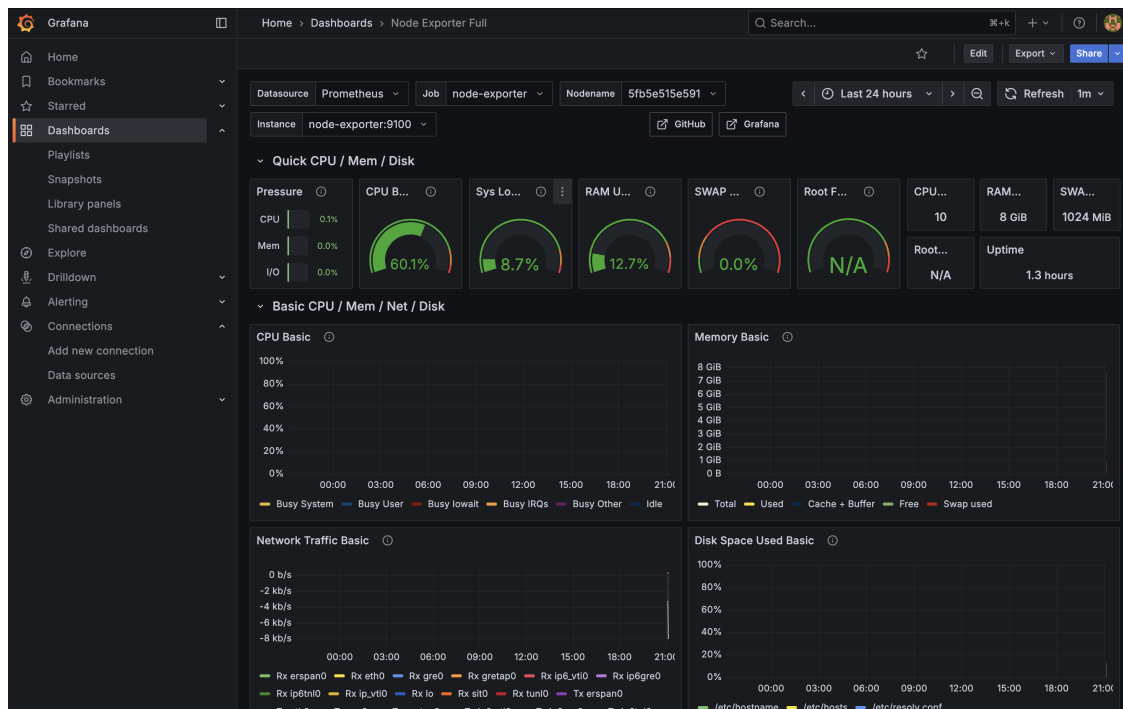 Grafana
Home › Dashboards › Node Exporter Full
Search...
⌘+k
Home
Bookmarks
Starred
Dashboards
Playlists
Snapshots
Library panels
Shared dashboards
Explore
Drilldown
Alerting
Connections
Add new connection
Data sources
Administration
Edit
Export
Share
Datasource Prometheus
Job node-exporter
Nodename 5fb5e515e591
Last 24 hours
Refresh 1m
Instance node-exporter:9100
GitHub
Grafana
Quick CPU / Mem / Disk
Pressure
CPU 0.1%
Mem 0.0%
I/O 0.0%
CPU B...
60.1%
Sys Lo...
8.7%
RAM U...
12.7%
SWAP ...
0.0%
Root F...
N/A
CPU...
10
RAM...
8 GiB
SWA...
1024 MiB
Root...
N/A
Uptime
1.3 hours
Basic CPU / Mem / Net / Disk
CPU Basic
100%
80%
60%
40%
20%
0%
00:00 03:00 06:00 09:00 12:00 15:00 18:00 21:00
Busy System Busy User Busy Iowait Busy IRQs Busy Other Idle
Memory Basic
8 GiB
7 GiB
6 GiB
5 GiB
4 GiB
3 GiB
2 GiB
1 GiB
0 B
00:00 03:00 06:00 09:00 12:00 15:00 18:00 21:00
Total Used Cache + Buffer Free Swap used
Network Traffic Basic
0 b/s
-2 kb/s
-4 kb/s
-6 kb/s
-8 kb/s
00:00 03:00 06:00 09:00 12:00 15:00 18:00 21:00
Rx erspan0 Rx eth0 Rx gre0 Rx gretap0 Rx ip6_vti0 Rx ip6gre0
Rx ip6tnl0 Rx ip_vti0 Rx lo Rx sit0 Rx tunl0 Tx erspan0
Disk Space Used Basic
100%
80%
60%
40%
20%
0%
00:00 03:00 06:00 09:00 12:00 15:00 18:00 21:00
/etc/hostname /etc/hosts /etc/resolv.conf